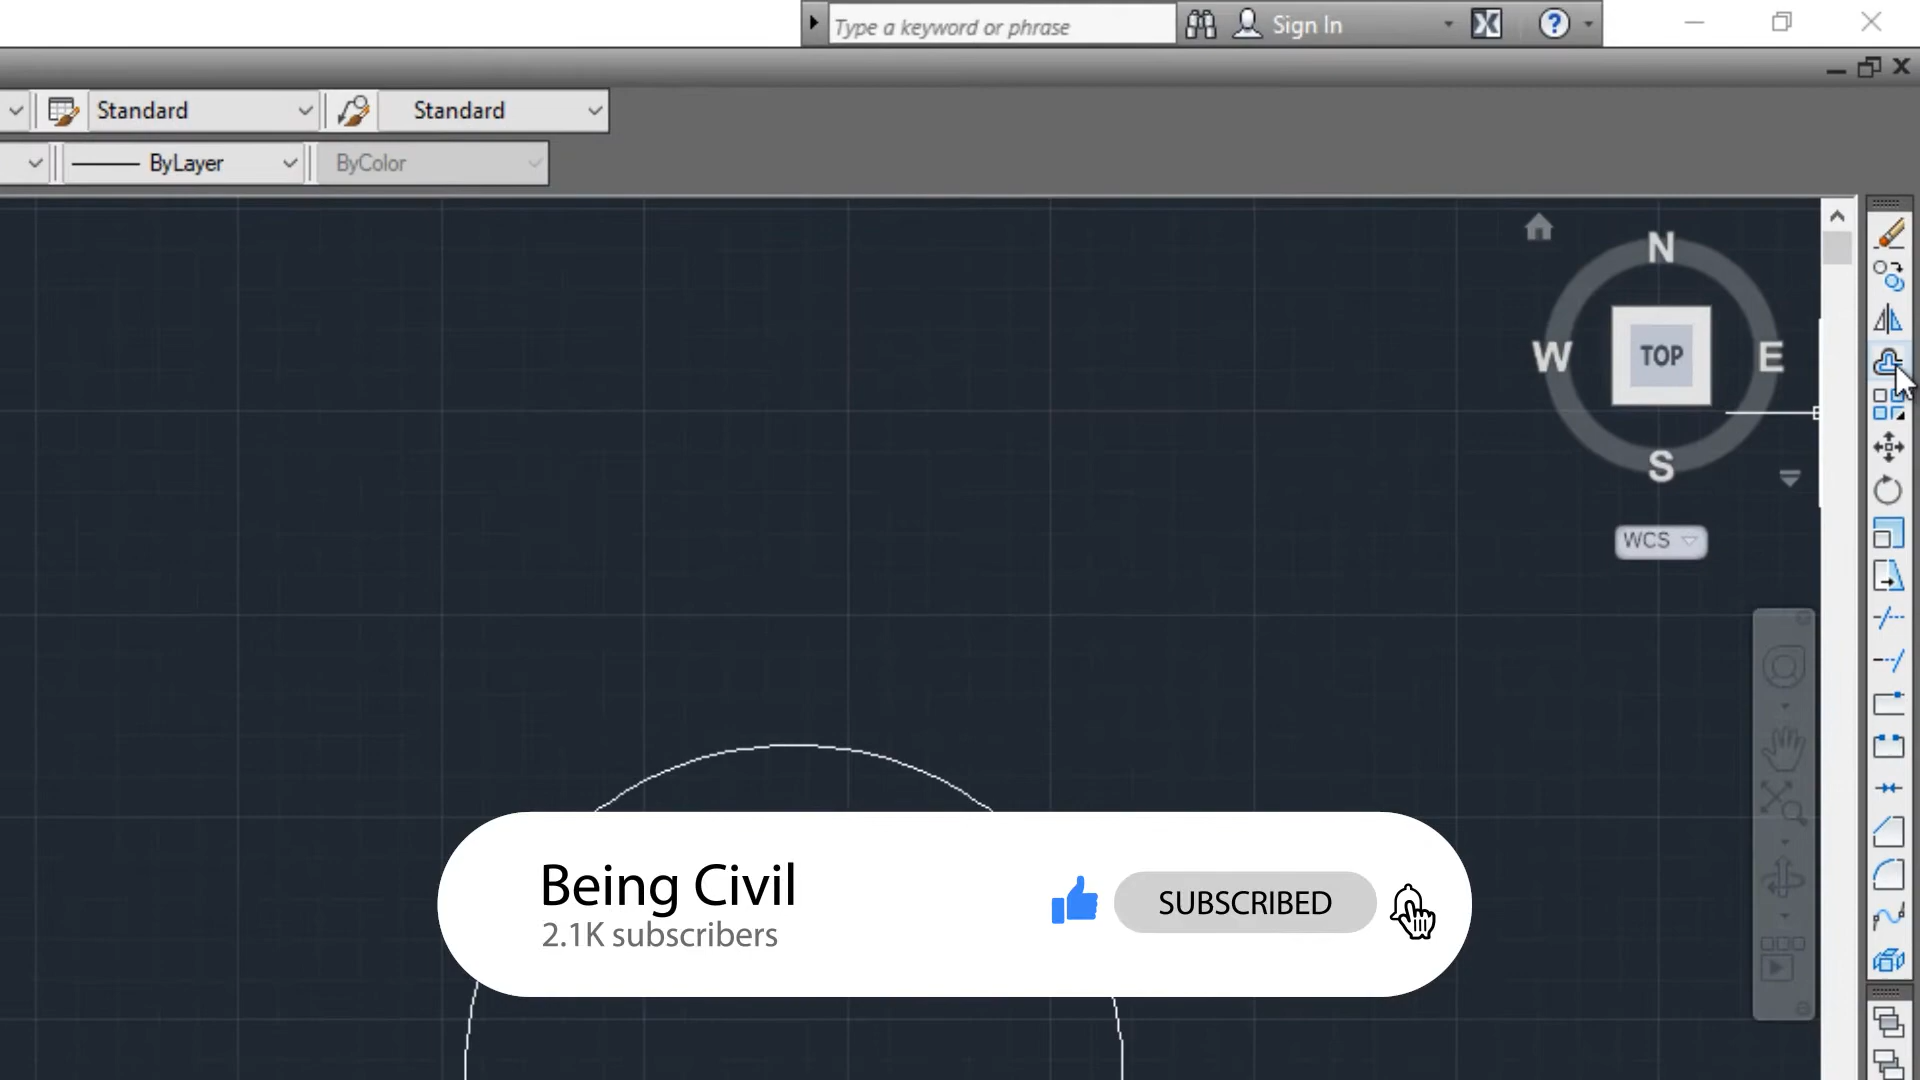 Type a keyword or phrase
Sign In
Standard
Standard
ByLayer
ByColor
N
W
TOP
E
S
WCS
Being Civil
2.1K subscribers
SUBSCRIBED